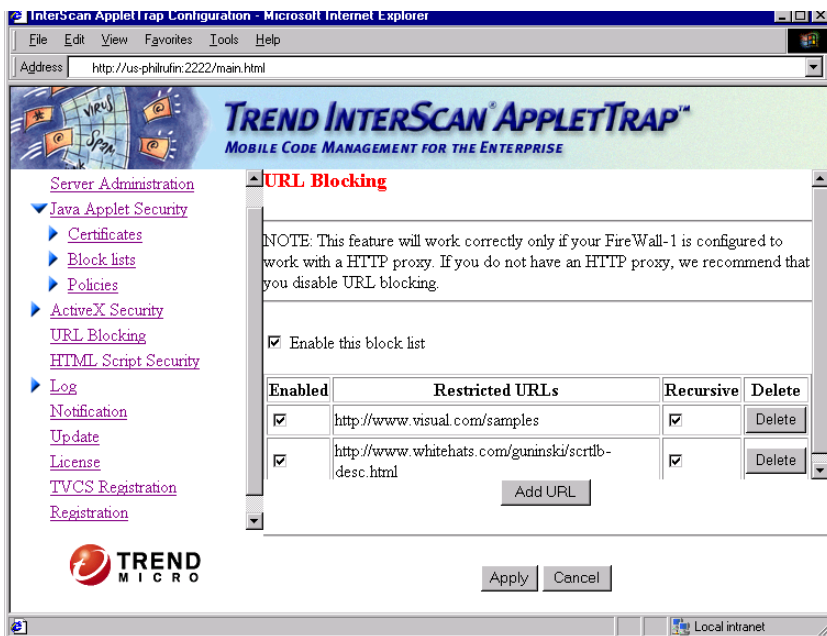 InterScan AppletTrap Configuration - Microsoft Internet Explorer
File Edit View Favorites Tools Help
Address http://us-philrufin:2222/main.html
VIRUS
Spam
TREND INTERSCAN® APPLETTRAP™
MOBILE CODE MANAGEMENT FOR THE ENTERPRISE
Server Administration
Java Applet Security
Certificates
Block lists
Policies
ActiveX Security
URL Blocking
HTML Script Security
Log
Notification
Update
License
TVCS Registration
Registration
TREND
MICRO
URL Blocking
NOTE: This feature will work correctly only if your FireWall-1 is configured to
work with a HTTP proxy. If you do not have an HTTP proxy, we recommend that
you disable URL blocking.
Enable this block list
Enabled Restricted URLs Recursive Delete
http://www.visual.com/samples Delete
http://www.whitehats.com/guninski/scrtlb-
desc.html Delete
Add URL
Apply Cancel
Local intranet